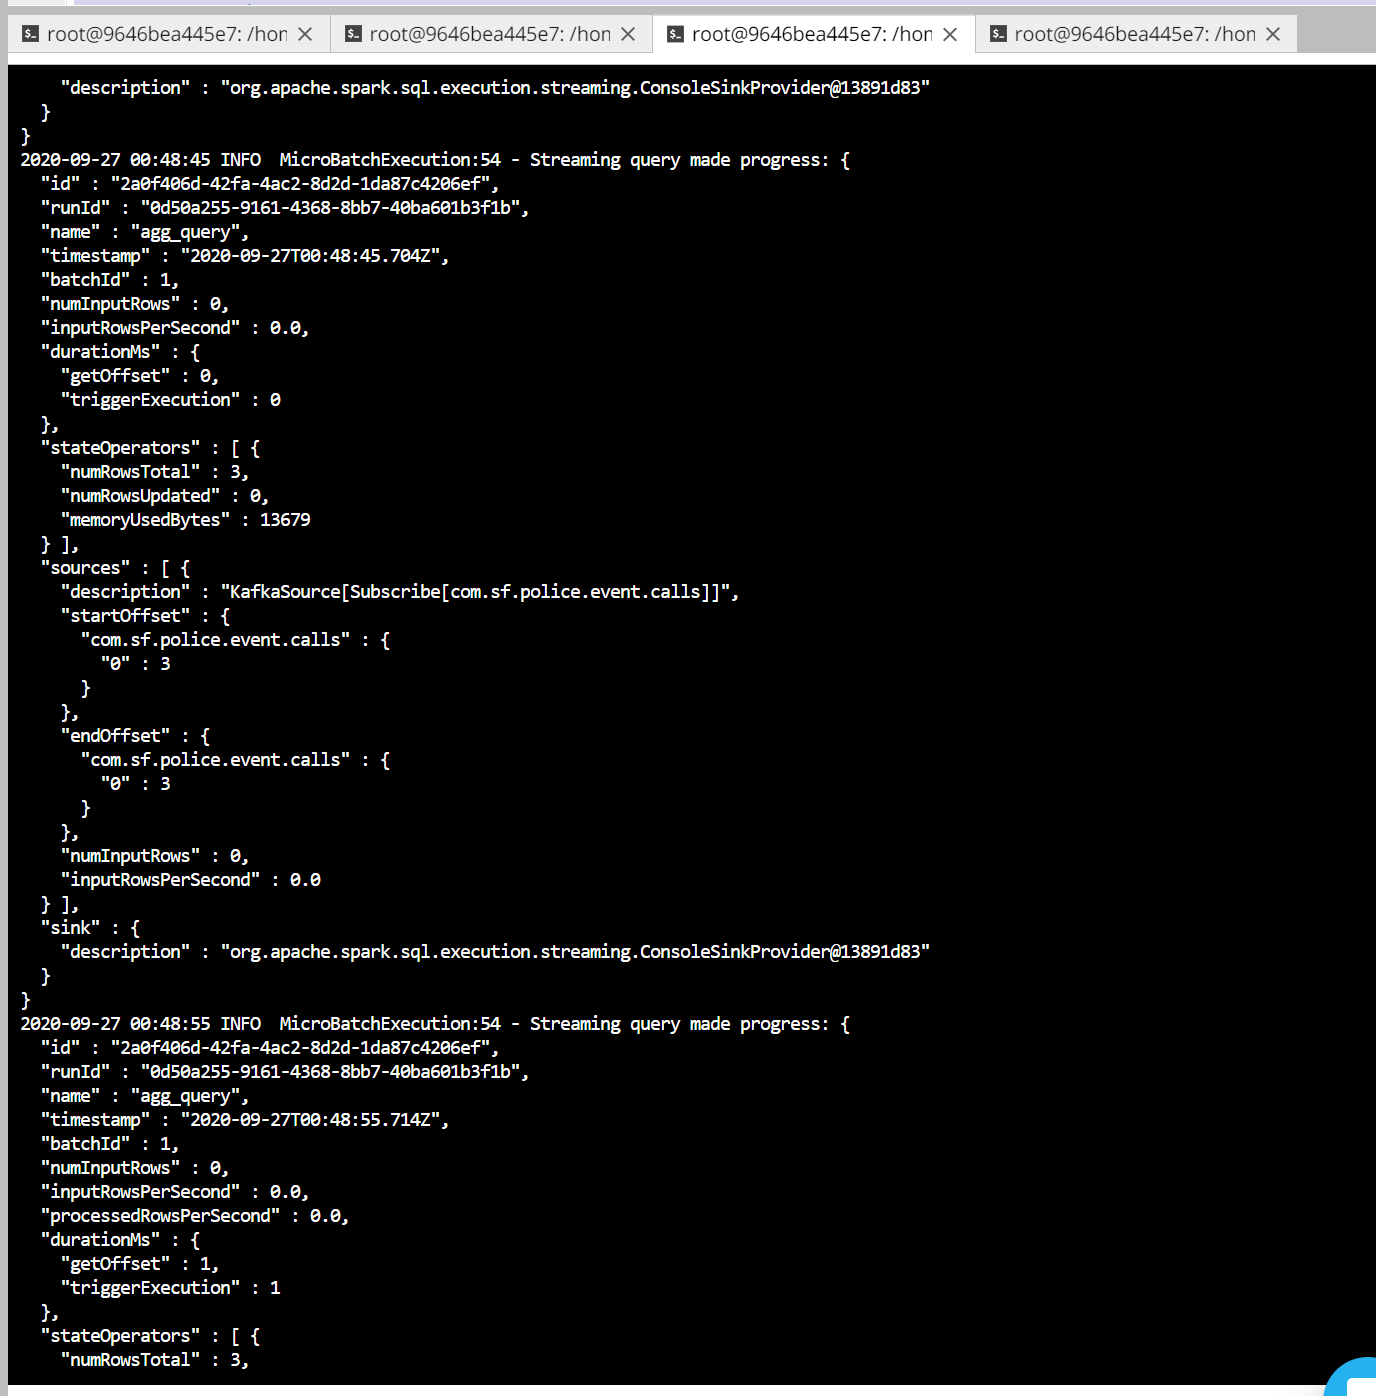 root@9646bea445e7: /hon
root@9646bea445e7: /hon
root@9646bea445e7: /hon
root@9646bea445e7: /hon
    "description" : "org.apache.spark.sql.execution.streaming.ConsoleSinkProvider@13891d83"
  }
}
2020-09-27 00:48:45 INFO  MicroBatchExecution:54 - Streaming query made progress: {
  "id" : "2a0f406d-42fa-4ac2-8d2d-1da87c4206ef",
  "runId" : "0d50a255-9161-4368-8bb7-40ba601b3f1b",
  "name" : "agg_query",
  "timestamp" : "2020-09-27T00:48:45.704Z",
  "batchId" : 1,
  "numInputRows" : 0,
  "inputRowsPerSecond" : 0.0,
  "durationMs" : {
    "getOffset" : 0,
    "triggerExecution" : 0
  },
  "stateOperators" : [ {
    "numRowsTotal" : 3,
    "numRowsUpdated" : 0,
    "memoryUsedBytes" : 13679
  } ],
  "sources" : [ {
    "description" : "KafkaSource[Subscribe[com.sf.police.event.calls]]",
    "startOffset" : {
      "com.sf.police.event.calls" : {
        "0" : 3
      }
    },
    "endOffset" : {
      "com.sf.police.event.calls" : {
        "0" : 3
      }
    },
    "numInputRows" : 0,
    "inputRowsPerSecond" : 0.0
  } ],
  "sink" : {
    "description" : "org.apache.spark.sql.execution.streaming.ConsoleSinkProvider@13891d83"
  }
}
2020-09-27 00:48:55 INFO  MicroBatchExecution:54 - Streaming query made progress: {
  "id" : "2a0f406d-42fa-4ac2-8d2d-1da87c4206ef",
  "runId" : "0d50a255-9161-4368-8bb7-40ba601b3f1b",
  "name" : "agg_query",
  "timestamp" : "2020-09-27T00:48:55.714Z",
  "batchId" : 1,
  "numInputRows" : 0,
  "inputRowsPerSecond" : 0.0,
  "processedRowsPerSecond" : 0.0,
  "durationMs" : {
    "getOffset" : 1,
    "triggerExecution" : 1
  },
  "stateOperators" : [ {
    "numRowsTotal" : 3,